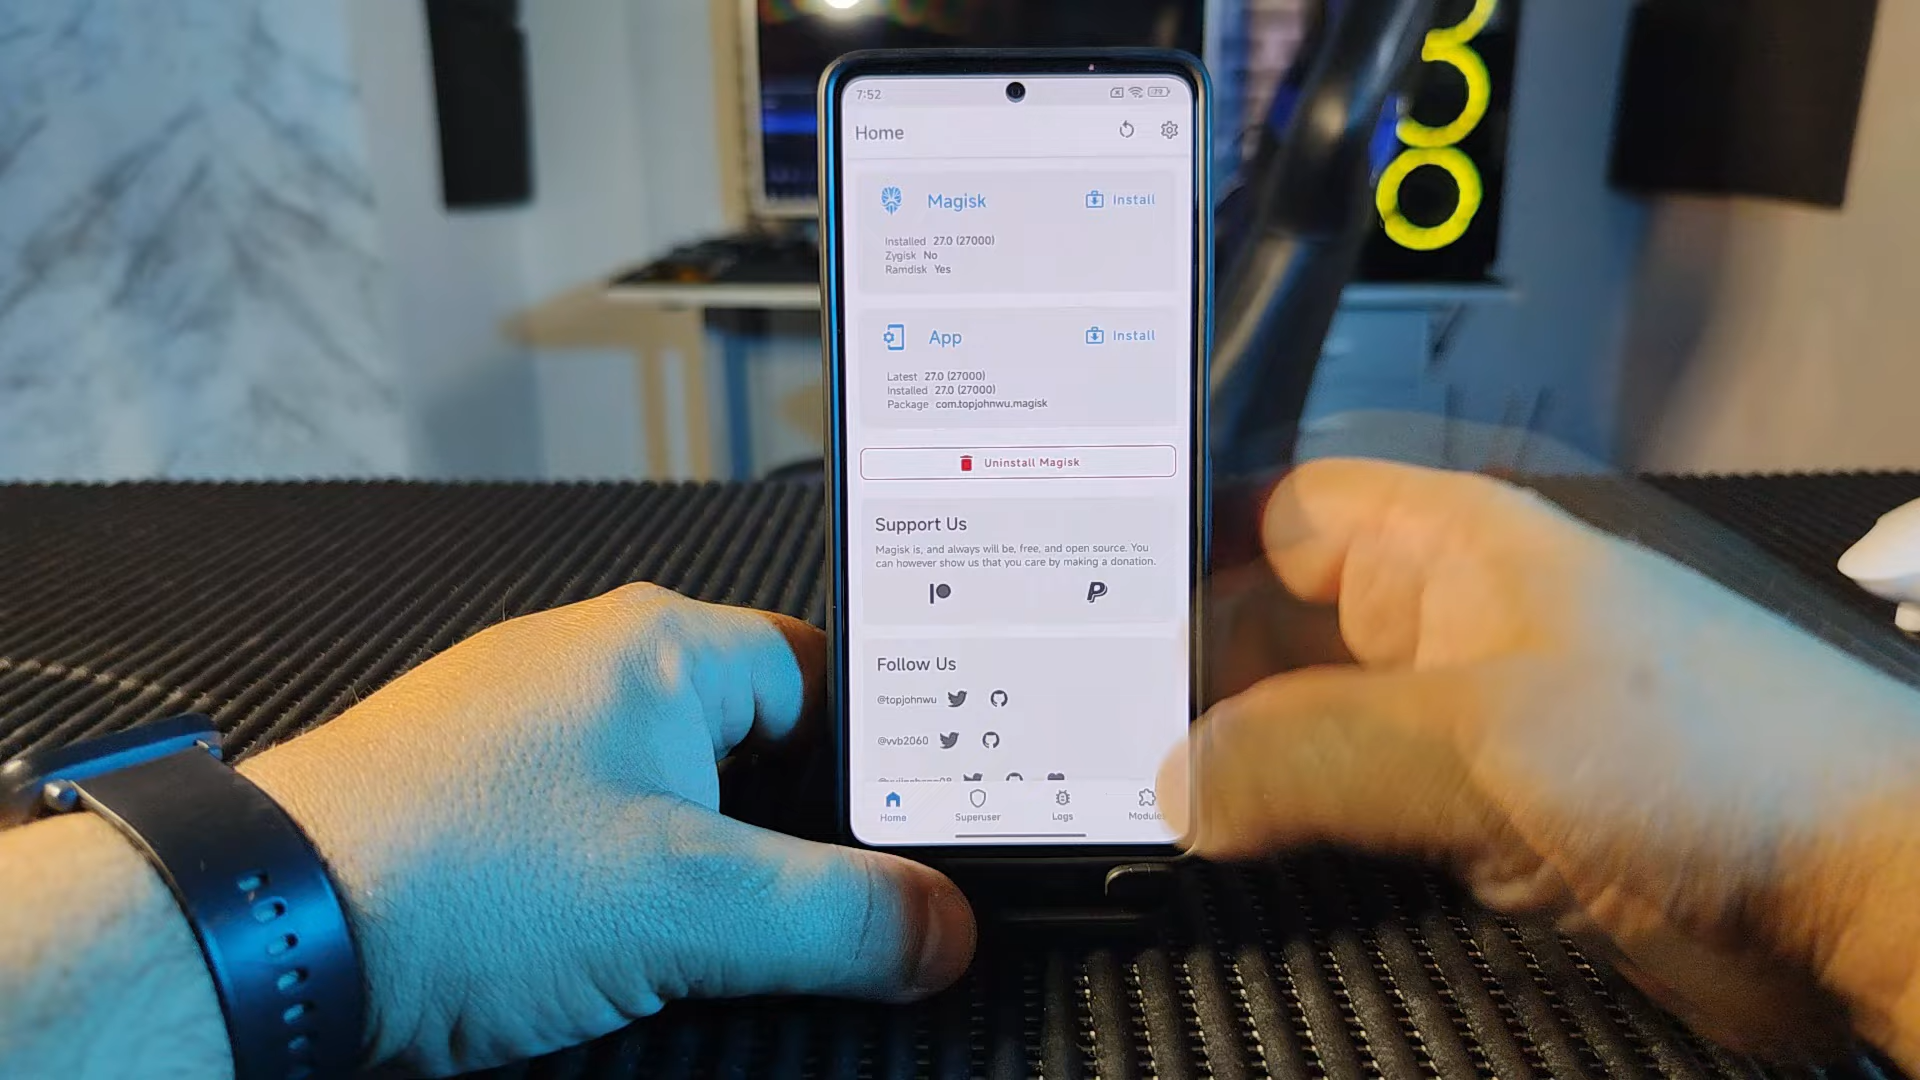 7:52
79
Home
Magisk
Install
Installed 27.0 (27000)
Zygisk No
Ramdisk Yes
App
Install
Latest 27.0 (27000)
Installed 27.0 (27000)
Package com.topjohnwu.magisk
Uninstall Magisk
Support Us
Magisk is, and always will be, free, and open source. You
can however show us that you care by making a donation.
Follow Us
@topjohnwu
@vvb2060
Home
Superuser
Logs
Modules